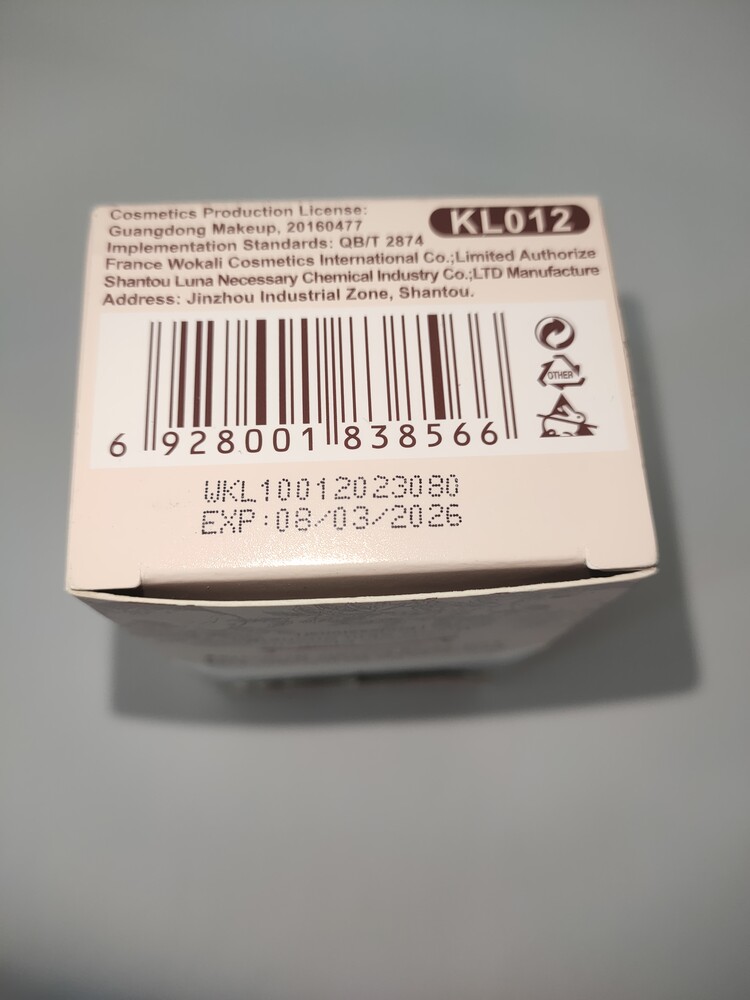 Cosmetics Production License:
Guangdong Makeup, 20160477
KL012
Implementation Standards: QB/T 2874
France Wokali Cosmetics International Co.;Limited Authorize
Shantou Luna Necessary Chemical Industry Co.;LTD Manufacture
Address: Jinzhou Industrial Zone, Shantou.
OTHER
6 928001 838566
WKL10012023080
EXP:08/03/2026